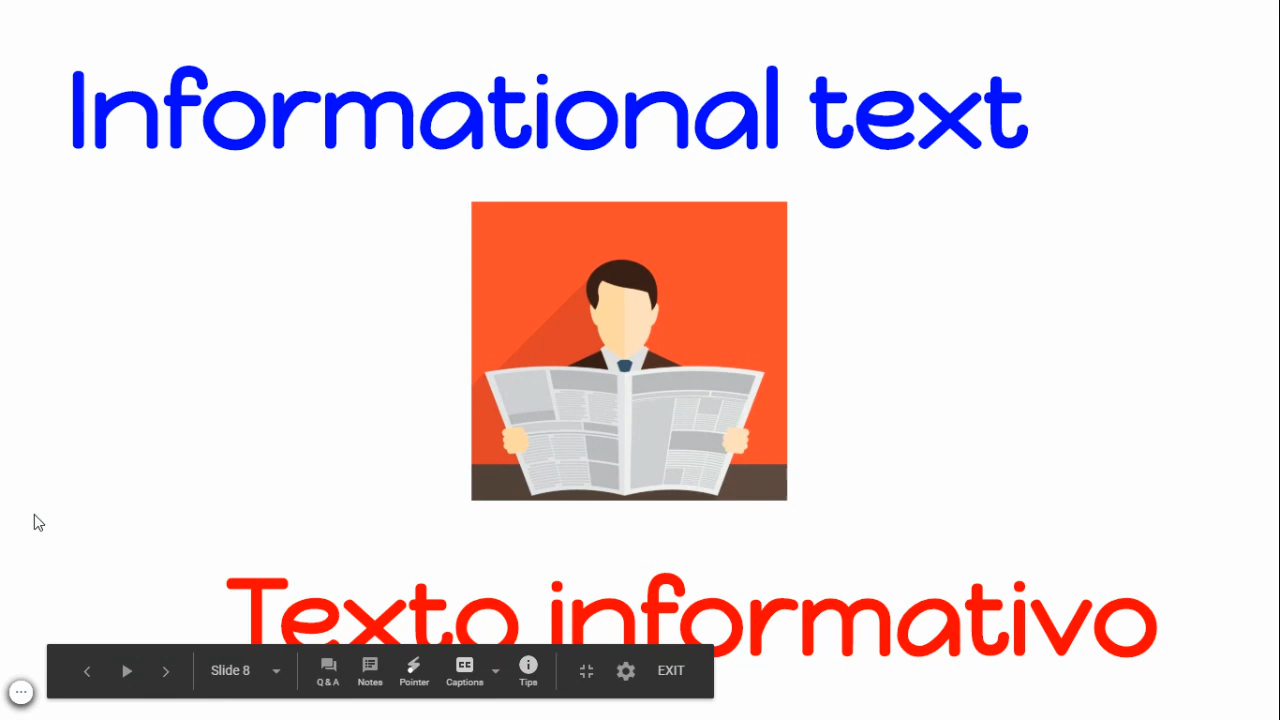 Informational text
Texto informativo
Slide 8
Q & A
Notes
Pointer
Captions
Tips
EXIT